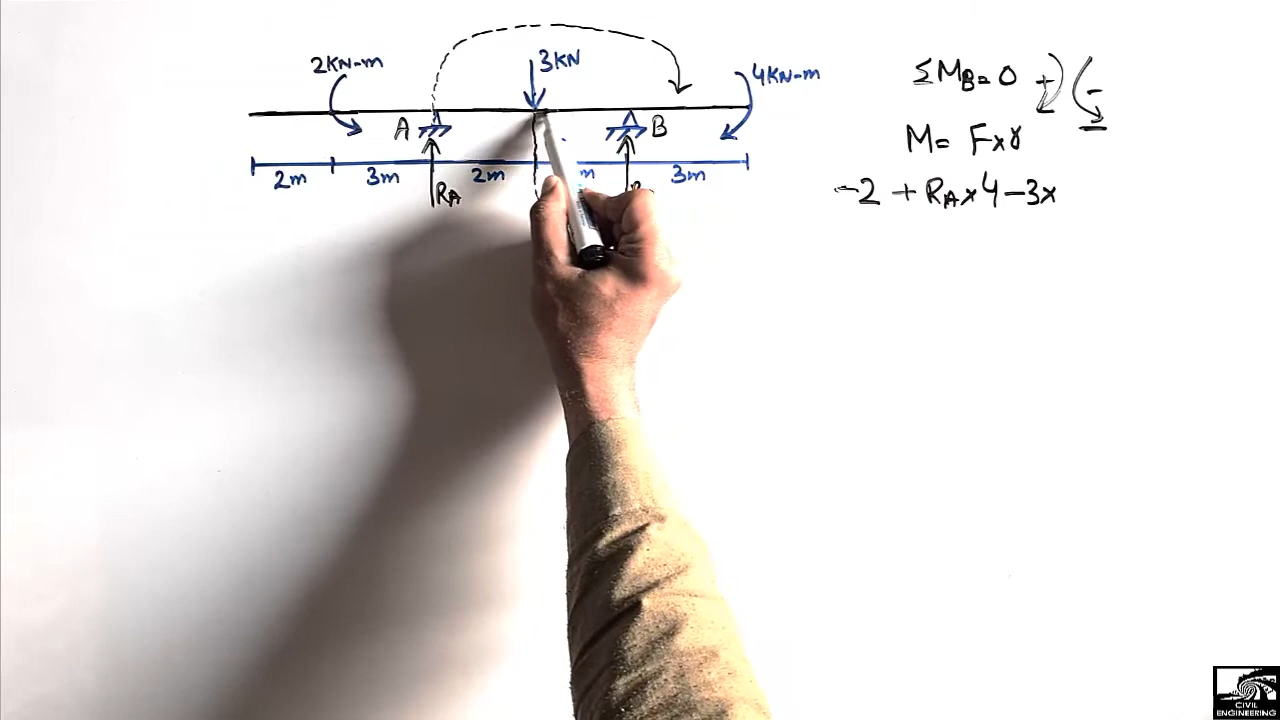 2KN-m
3KN
4KN-m
A
B
2m
3m
2m
m
3m
RA
ΣMB=0 + -
M= F×r
-2 + RA×4-3×
CIVIL
ENGINEERING